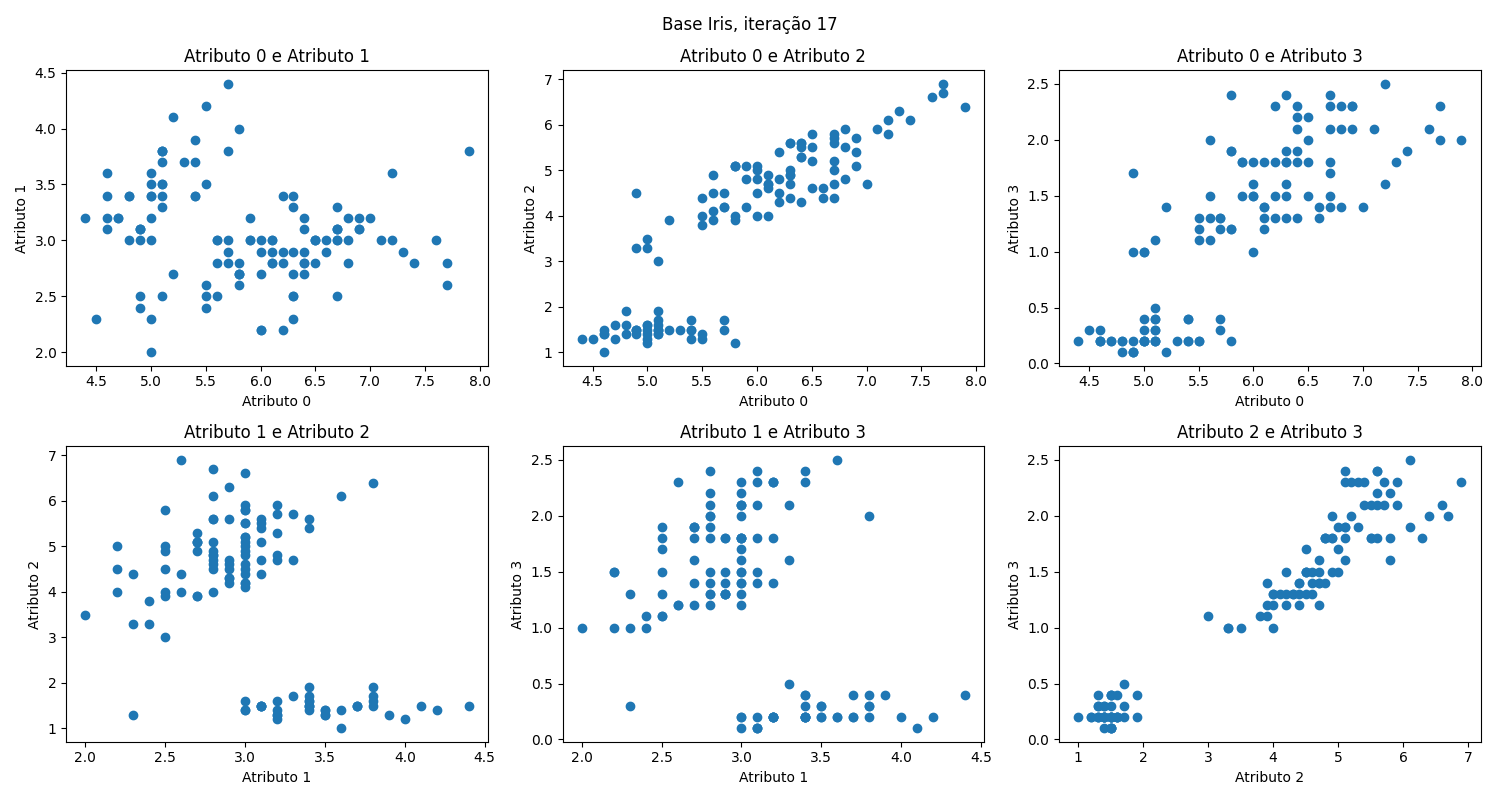 Base Iris, iteração 17
Atributo 0 e Atributo 1
Atributo 1
4.5
4.0
3.5
3.0
2.5
2.0
4.5 5.0 5.5 6.0 6.5 7.0 7.5 8.0
Atributo 0
Atributo 0 e Atributo 2
Atributo 2
7
6
5
4
3
2
1
4.5 5.0 5.5 6.0 6.5 7.0 7.5 8.0
Atributo 0
Atributo 0 e Atributo 3
Atributo 3
2.5
2.0
1.5
1.0
0.5
0.0
4.5 5.0 5.5 6.0 6.5 7.0 7.5 8.0
Atributo 0
Atributo 1 e Atributo 2
Atributo 2
7
6
5
4
3
2
1
2.0 2.5 3.0 3.5 4.0 4.5
Atributo 1
Atributo 1 e Atributo 3
Atributo 3
2.5
2.0
1.5
1.0
0.5
0.0
2.0 2.5 3.0 3.5 4.0 4.5
Atributo 1
Atributo 2 e Atributo 3
Atributo 3
2.5
2.0
1.5
1.0
0.5
0.0
1 2 3 4 5 6 7
Atributo 2